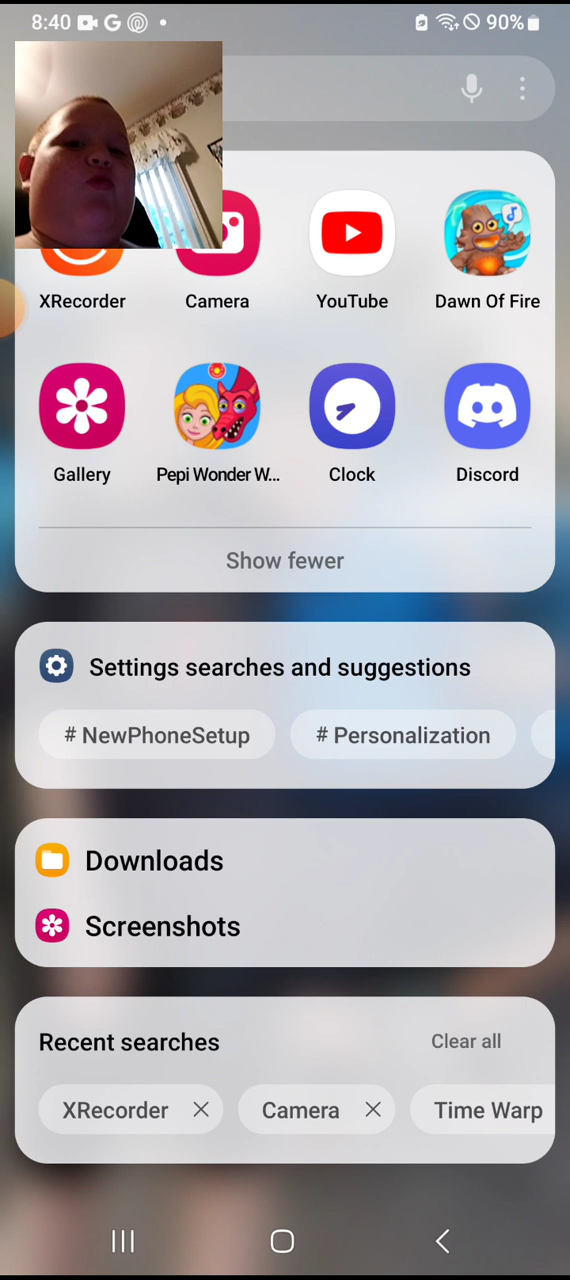 8:40 G 90%
XRecorder Camera YouTube Dawn Of Fire
Gallery Pepi Wonder W... Clock Discord
Show fewer
Settings searches and suggestions
# NewPhoneSetup # Personalization
Downloads
Screenshots
Recent searches Clear all
XRecorder Camera Time Warp